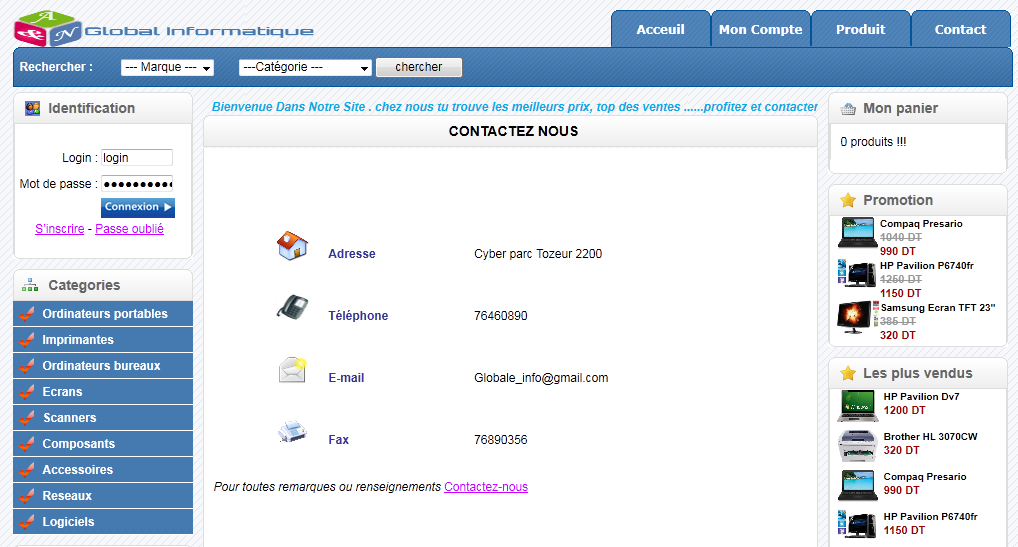 A & N Global Informatique
Acceuil
Mon Compte
Produit
Contact
Rechercher :
--- Marque ---
---Catégorie ---
chercher
Identification
Login : login
Mot de passe : ●●●●●●●●●●
Connexion
S'inscrire - Passe oublié
Categories
Ordinateurs portables
Imprimantes
Ordinateurs bureaux
Ecrans
Scanners
Composants
Accessoires
Reseaux
Logiciels
Bienvenue Dans Notre Site . chez nous tu trouve les meilleurs prix, top des ventes ......profitez et contacter
CONTACTEZ NOUS
Adresse Cyber parc Tozeur 2200
Téléphone 76460890
E-mail Globale_info@gmail.com
Fax 76890356
Pour toutes remarques ou renseignements Contactez-nous
Mon panier
0 produits !!!
Promotion
Compaq Presario
1040 DT
990 DT
HP Pavilion P6740fr
1250 DT
1150 DT
Samsung Ecran TFT 23"
385 DT
320 DT
Les plus vendus
HP Pavilion Dv7
1200 DT
Brother HL 3070CW
320 DT
Compaq Presario
990 DT
HP Pavilion P6740fr
1150 DT